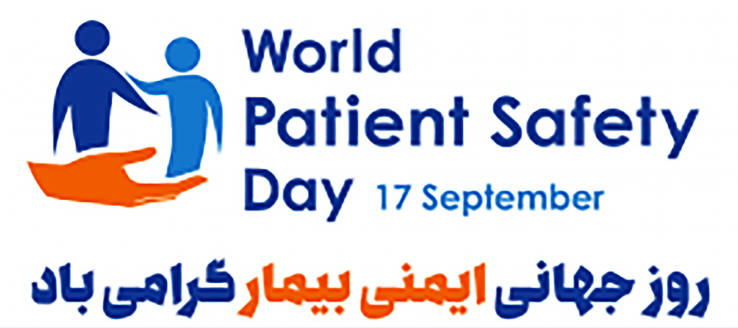 World
Patient Safety
Day 17 September
روز جهانی ایمنی بیمار گرامی باد